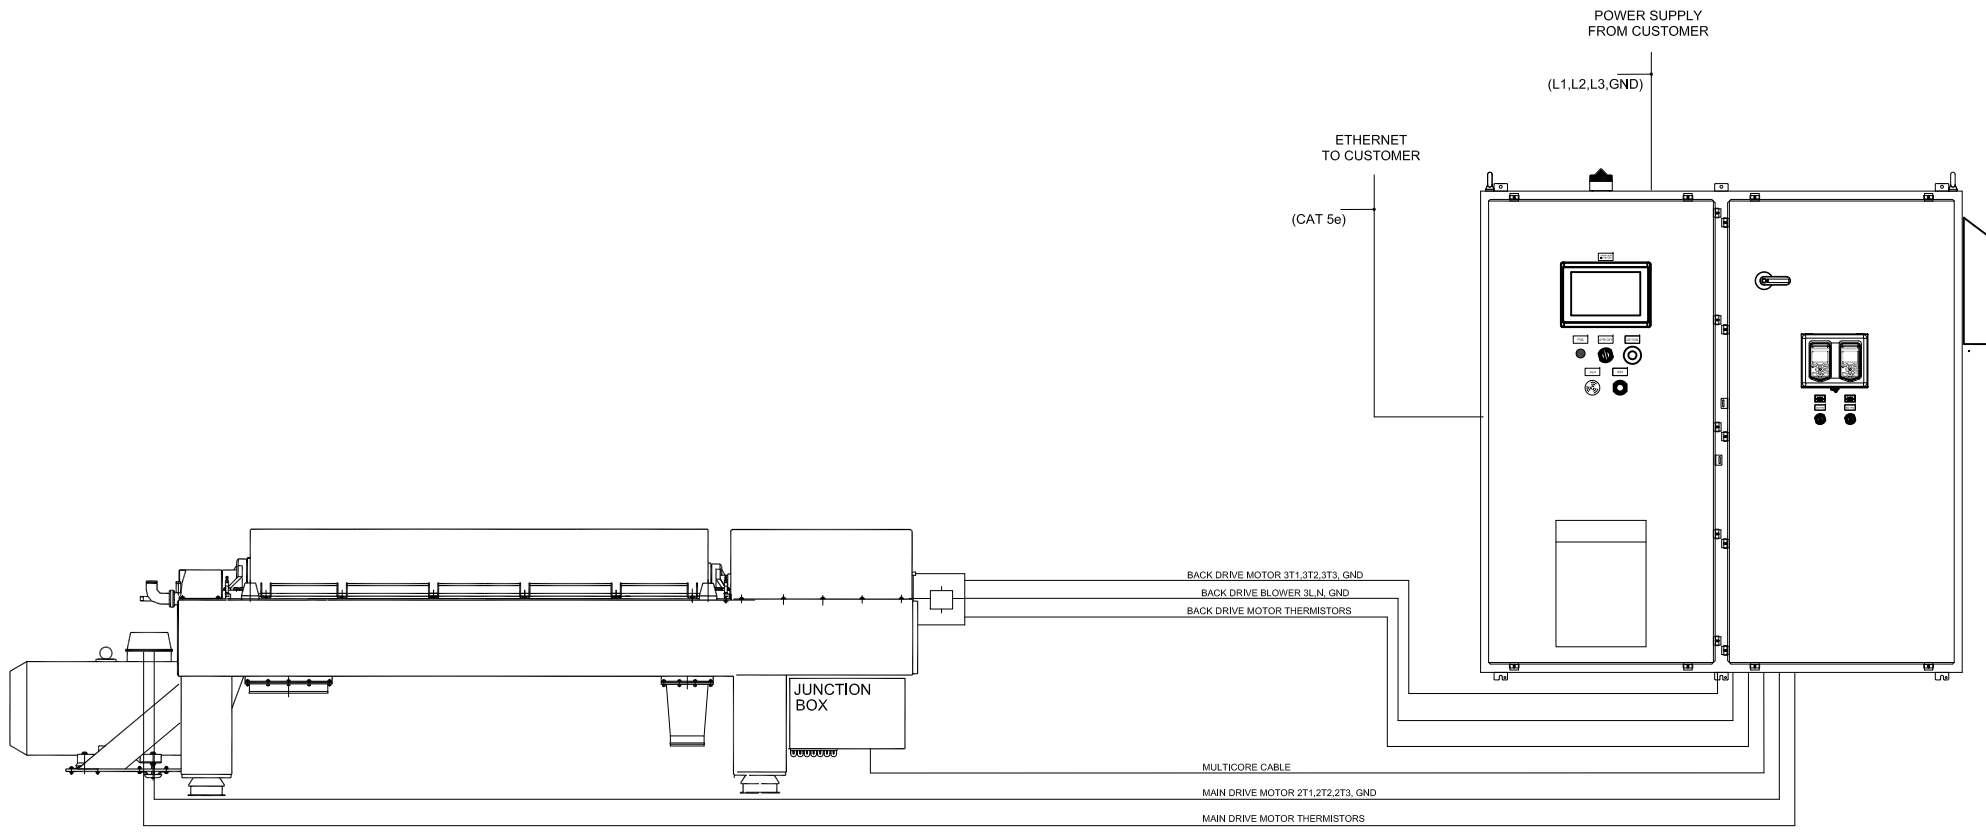 POWER SUPPLY
FROM CUSTOMER
(L1,L2,L3,GND)
ETHERNET
TO CUSTOMER
(CAT 5e)
BACK DRIVE MOTOR 3T1,3T2,3T3, GND
BACK DRIVE BLOWER 3L,N, GND
BACK DRIVE MOTOR THERMISTORS
JUNCTION
BOX
MULTICORE CABLE
MAIN DRIVE MOTOR 2T1,2T2,2T3, GND
MAIN DRIVE MOTOR THERMISTORS